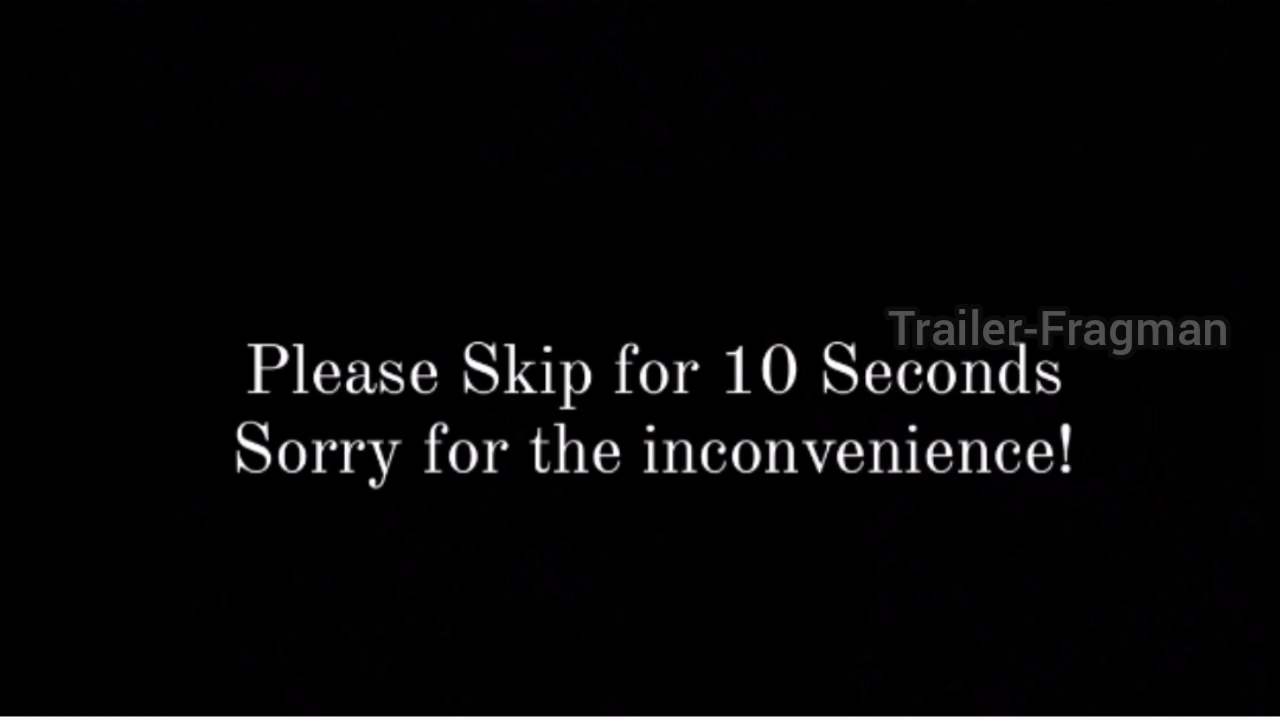 Trailer-Fragman
Please Skip for 10 Seconds
Sorry for the inconvenience!